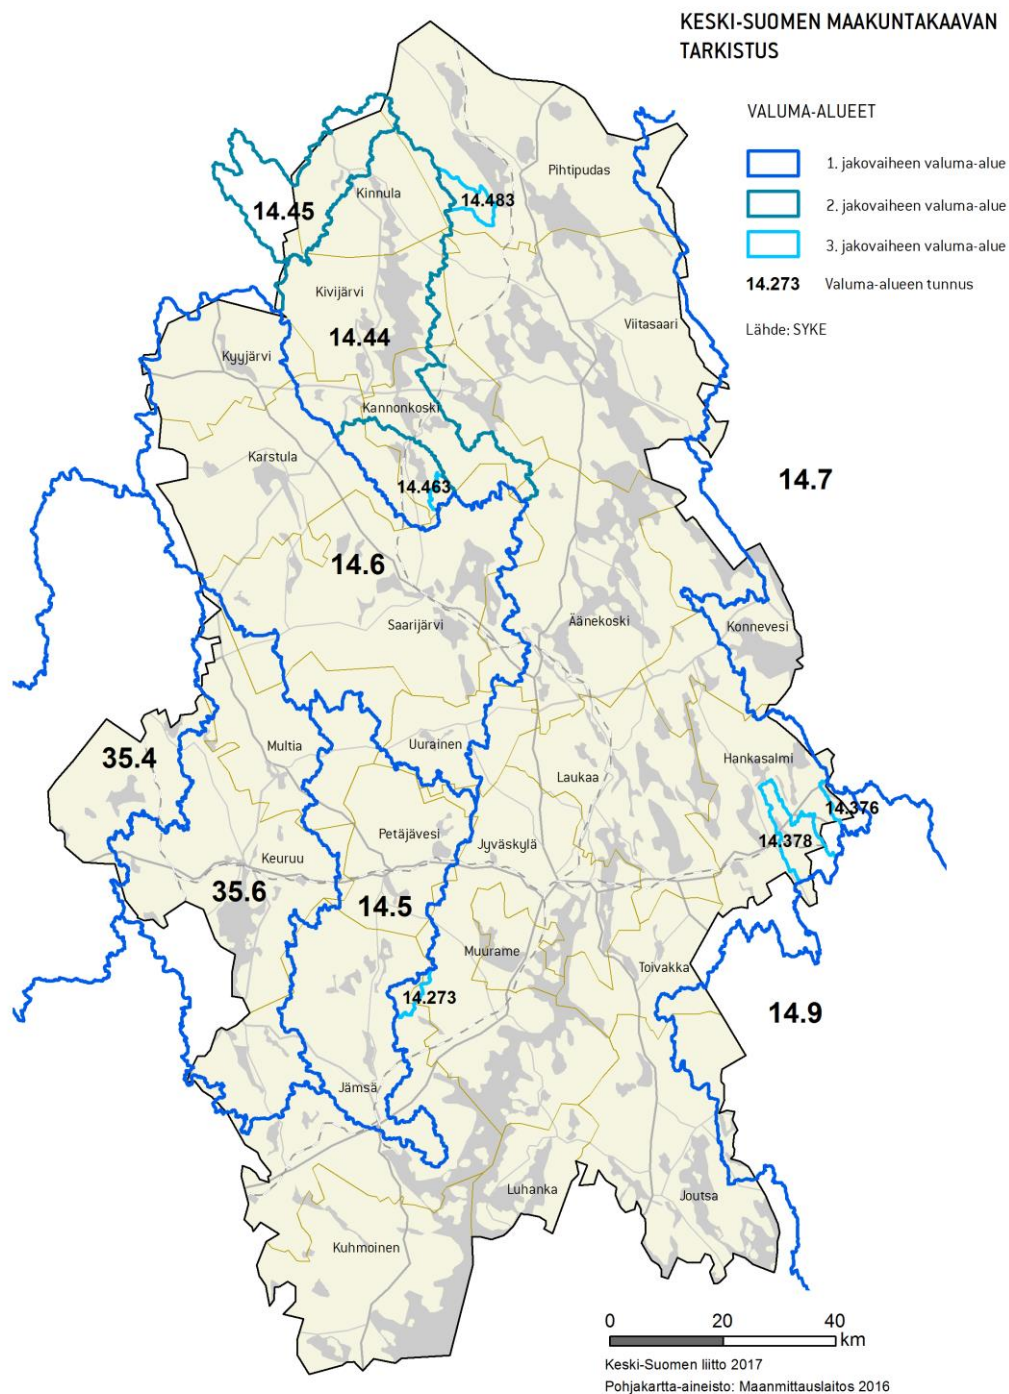 KESKI-SUOMEN MAAKUNTAKAAVAN
TARKISTUS
VALUMA-ALUEET
1. jakovaiheen valuma-alue
2. jakovaiheen valuma-alue
3. jakovaiheen valuma-alue
14.273 Valuma-alueen tunnus
Lähde: SYKE
Pihtipudas
Kinnula
14.483
14.45
Kivijärvi
Viitasaari
14.44
Kyyjärvi
Kannonkoski
Karstula
14.463
14.7
14.6
Saarijärvi
Äänekoski
Konnevesi
35.4
Multia
Uurainen
Hankasalmi
Laukaa
14.376
Petäjävesi
Jyväskylä
14.378
Keuruu
35.6
14.5
Muurame
Toivakka
14.273
14.9
Jämsä
Luhanka
Joutsa
Kuhmoinen
0 20 40
km
Keski-Suomen liitto 2017
Pohjakartta-aineisto: Maanmittauslaitos 2016